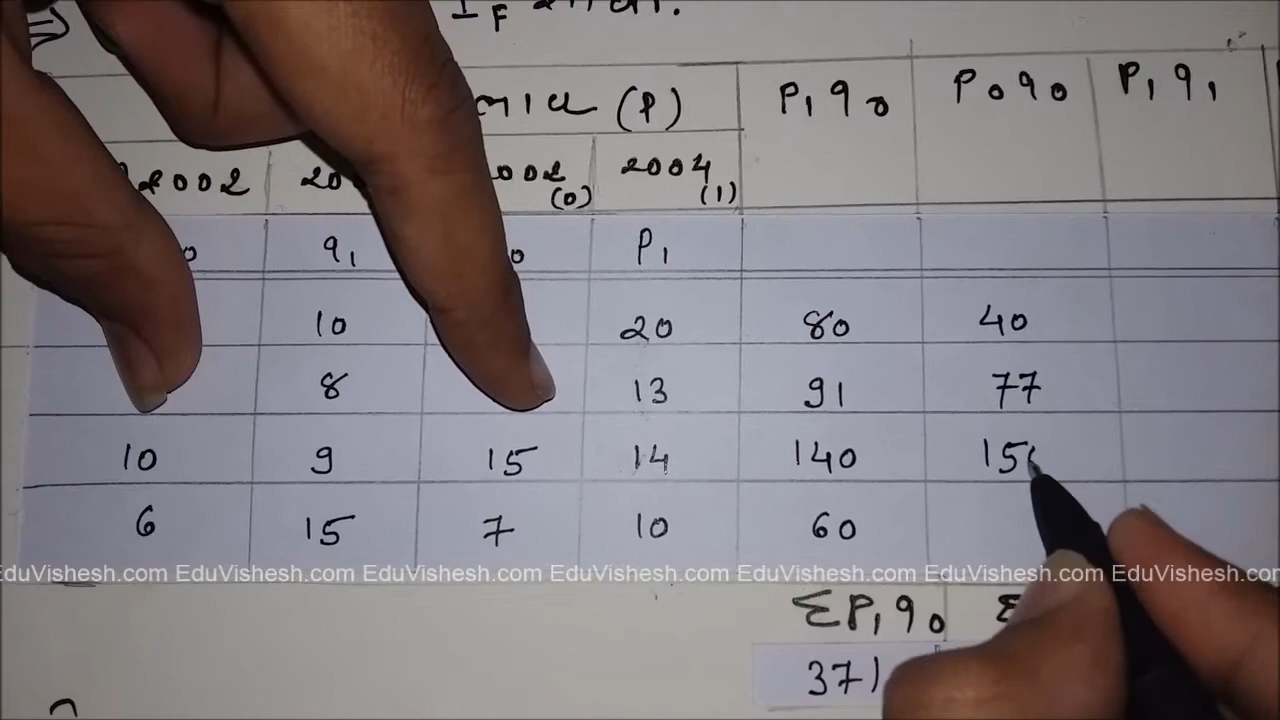 ભાવ (P) P₁q₀ P₀q₀ P₁q₁
2002 2004
(0) (1)
q₁ P₁
10 20 80 40
8 13 91 77
10 9 15 14 140
6 15 7 10 60
EduVishesh.com EduVishesh.com EduVishesh.com EduVishesh.com EduVishesh.com EduVishesh.com EduVishesh.com
ΣP₁q₀
371